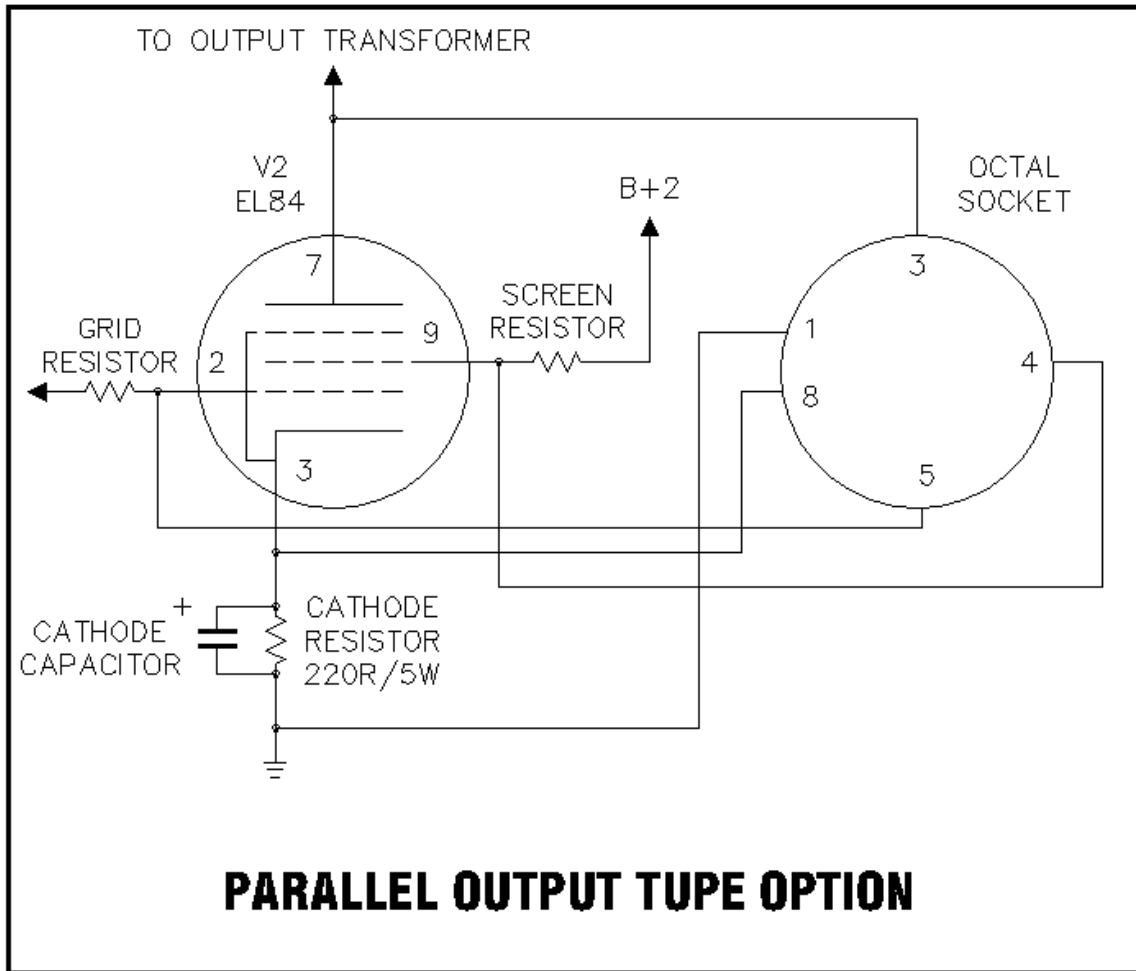 TO OUTPUT TRANSFORMER
V2
EL84
B+2
OCTAL
SOCKET
7
3
SCREEN
RESISTOR
GRID
RESISTOR
2
9
1
4
8
3
5
+
CATHODE
CAPACITOR
CATHODE
RESISTOR
220R/5W
PARALLEL OUTPUT TUPE OPTION